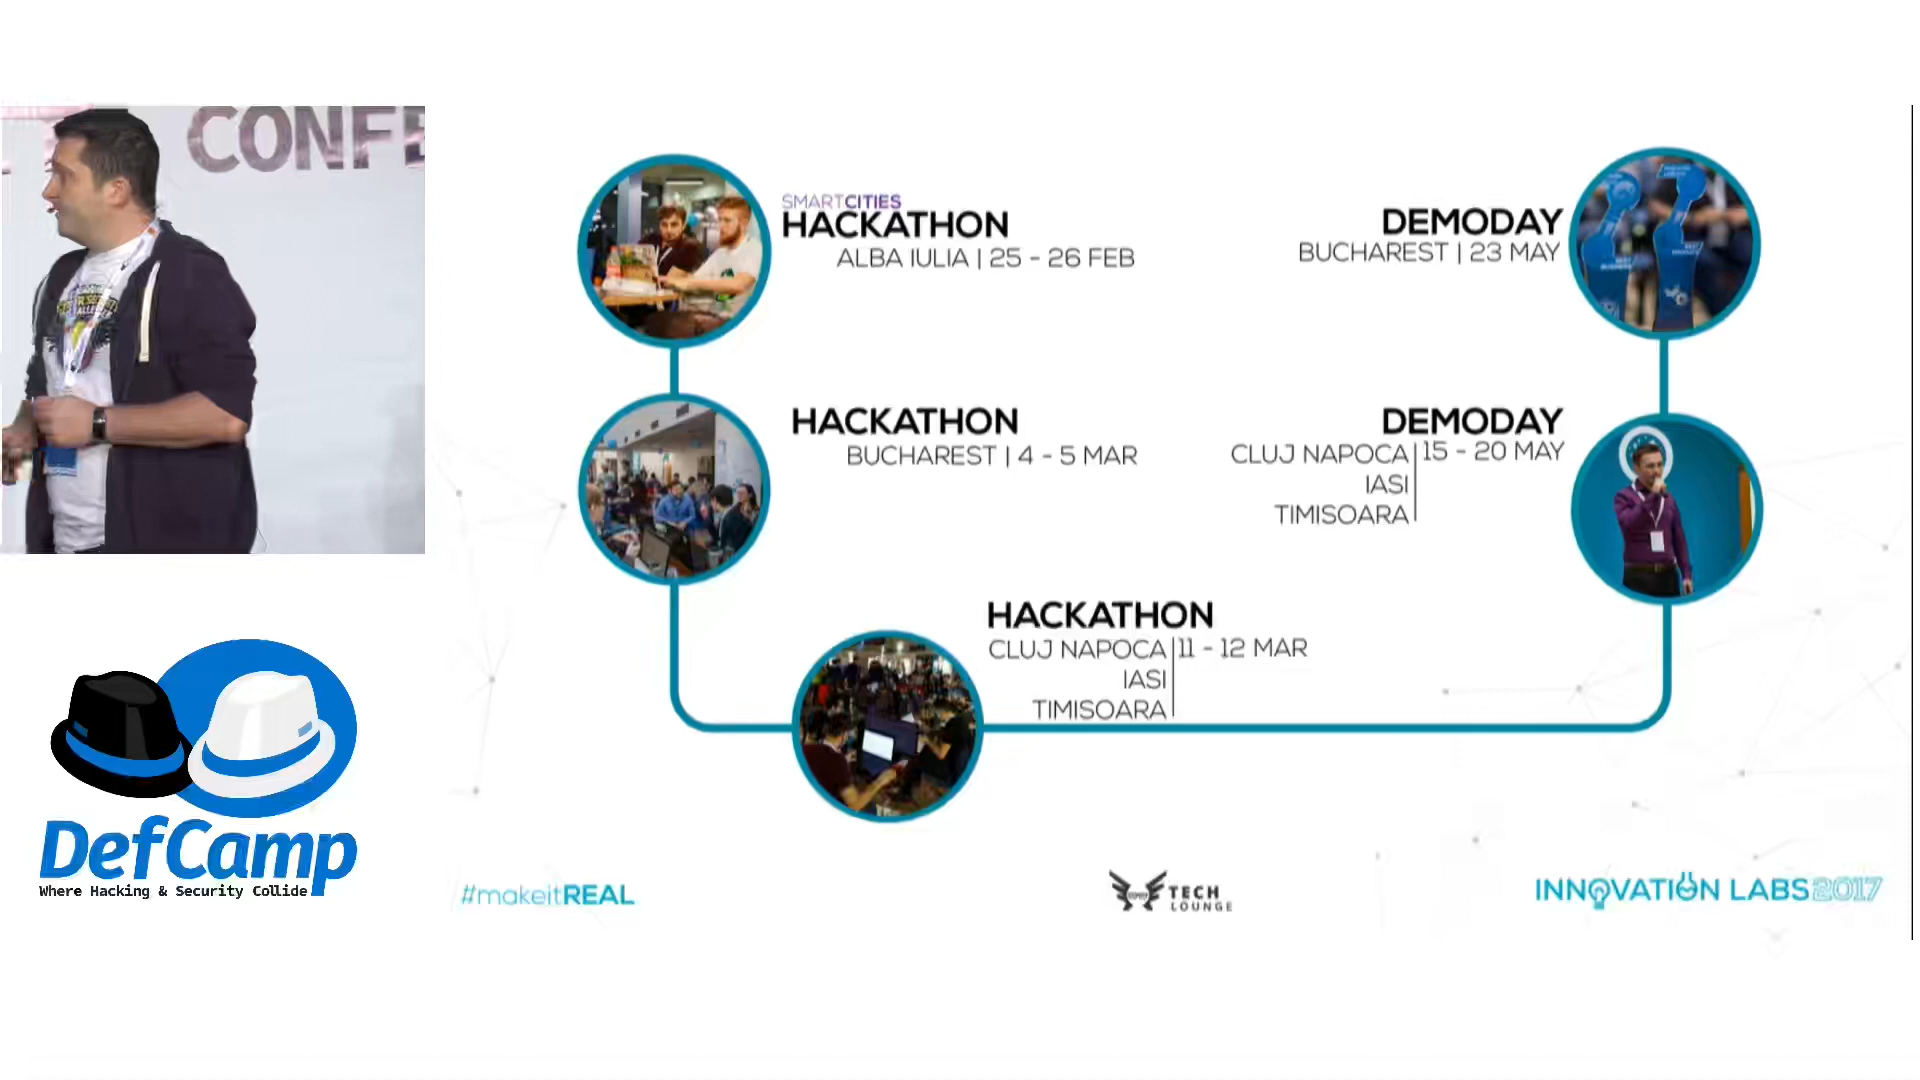 CONFE
SMARTCITIES
HACKATHON
ALBA IULIA | 25 - 26 FEB
DEMODAY
BUCHAREST | 23 MAY
HACKATHON
BUCHAREST | 4 - 5 MAR
DEMODAY
CLUJ NAPOCA | 15 - 20 MAY
IASI
TIMISOARA
HACKATHON
CLUJ NAPOCA | 11 - 12 MAR
IASI
TIMISOARA
DefCamp
Where Hacking & Security Collide
#makeitREAL
TECH
LOUNGE
INNOVATION LABS 2017